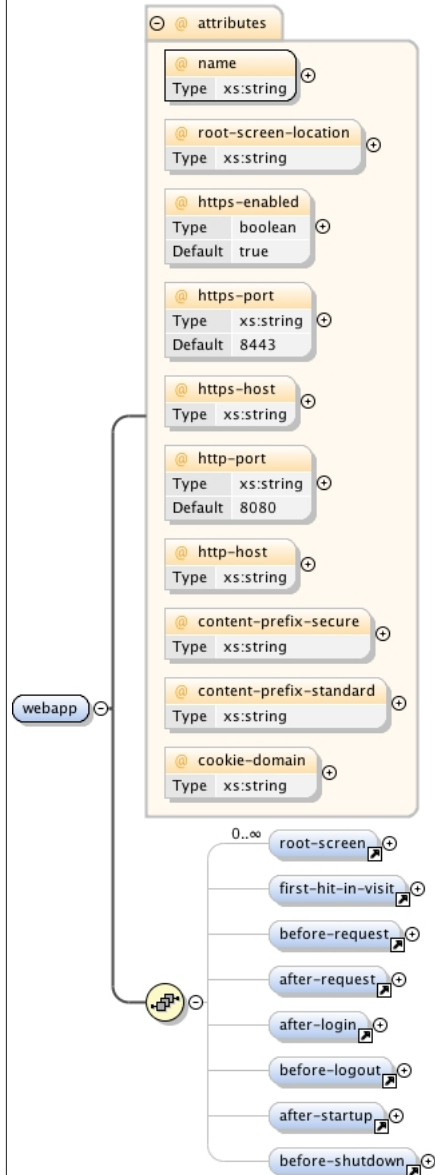 @ attributes
@ name
Type xs:string
@ root-screen-location
Type xs:string
@ https-enabled
Type boolean
Default true
@ https-port
Type xs:string
Default 8443
@ https-host
Type xs:string
@ http-port
Type xs:string
Default 8080
@ http-host
Type xs:string
@ content-prefix-secure
Type xs:string
@ content-prefix-standard
Type xs:string
@ cookie-domain
Type xs:string
webapp
0..∞
root-screen
first-hit-in-visit
before-request
after-request
after-login
before-logout
after-startup
before-shutdown